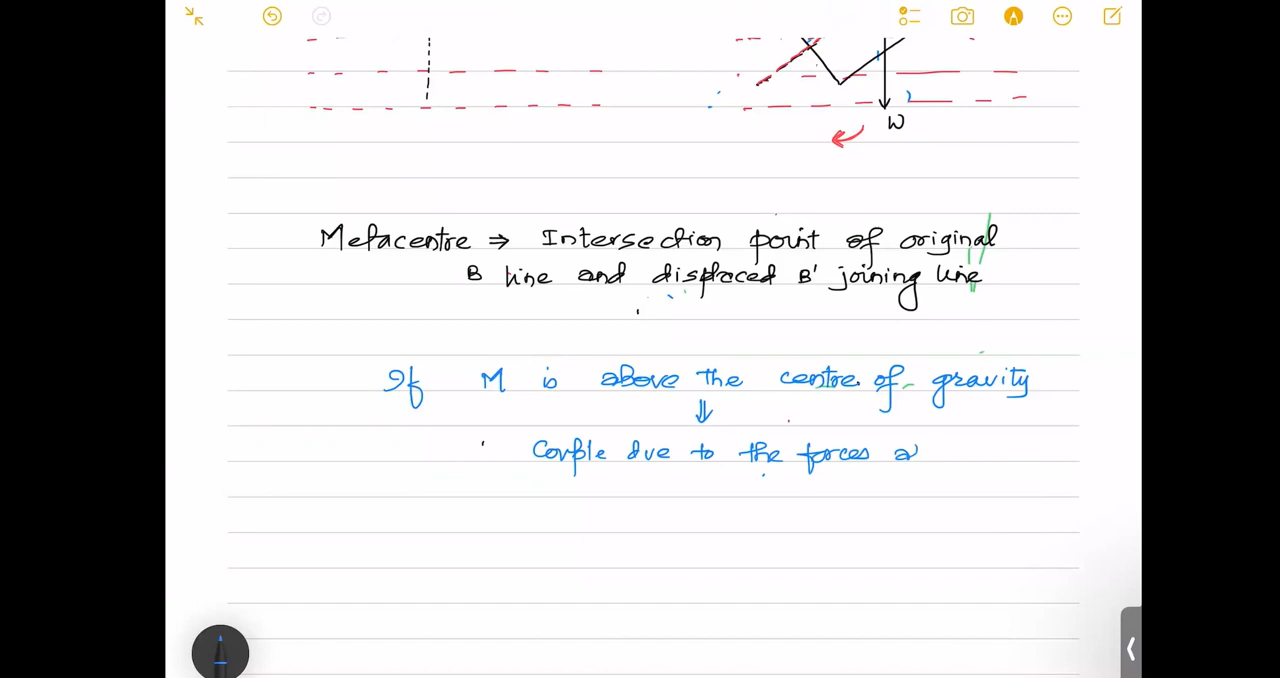 W
Metacentre ⇒ Intersection point of original
B line and displaced B' joining line
If M is above the centre of gravity
⇓
Couple due to the forces a